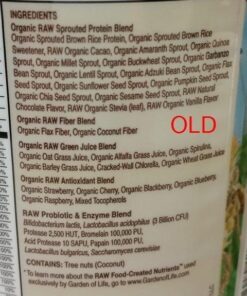 INGREDIENTS
Organic RAW Sprouted Protein Blend
Organic Sprouted Brown Rice Protein, Organic Sprouted Brown Rice
Sweetener, RAW Organic Cacao, Organic Amaranth Sprout, Organic Quinoa
Sprout, Organic Millet Sprout, Organic Buckwheat Sprout, Organic Garbanzo
Bean Sprout, Organic Lentil Sprout, Organic Adzuki Bean Sprout, Organic Flax
Seed Sprout, Organic Sunflower Seed Sprout, Organic Pumpkin Seed Sprout,
Organic Chia Seed Sprout, Organic Sesame Seed Sprout, RAW Natural
Chocolate Flavor, RAW Organic Stevia (leaf), RAW Organic Vanilla Flavor
Organic RAW Fiber Blend
Organic Flax Fiber, Organic Coconut Fiber
OLD
Organic RAW Green Juice Blend
Organic Oat Grass Juice, Organic Alfalfa Grass Juice, Organic Spirulina,
Organic Barley Grass Juice, Cracked-Wall Chlorella, Organic Wheat Grass Juice
Organic RAW Antioxidant Blend
Organic Strawberry, Organic Cherry, Organic Blackberry, Organic Blueberry,
Organic Raspberry, Mixed Tocopherols
RAW Probiotic & Enzyme Blend
Bifidobacterium lactis, Lactobacillus acidophilus (3 Billion CFU)
Protease 2,500 HUT, Bromelain 100,000 PU,
Acid Protease 10 SAPU, Papain 100,000 PU,
Lactobacillus bulgaricus, Saccharomyces cerevisiae
CONTAINS: Tree nuts (Coconut)
*To learn more about the RAW Food-Created Nutrients™ used
exclusively by Garden of Life, go to www.GardenofLife.com